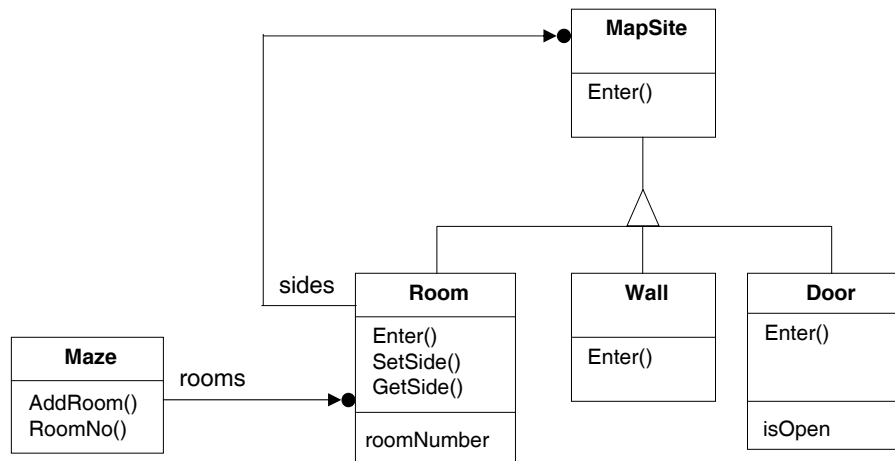 MapSite
Enter()
sides
Room
Enter()
SetSide()
GetSide()
roomNumber
Wall
Enter()
Door
Enter()
isOpen
Maze
AddRoom()
RoomNo()
rooms